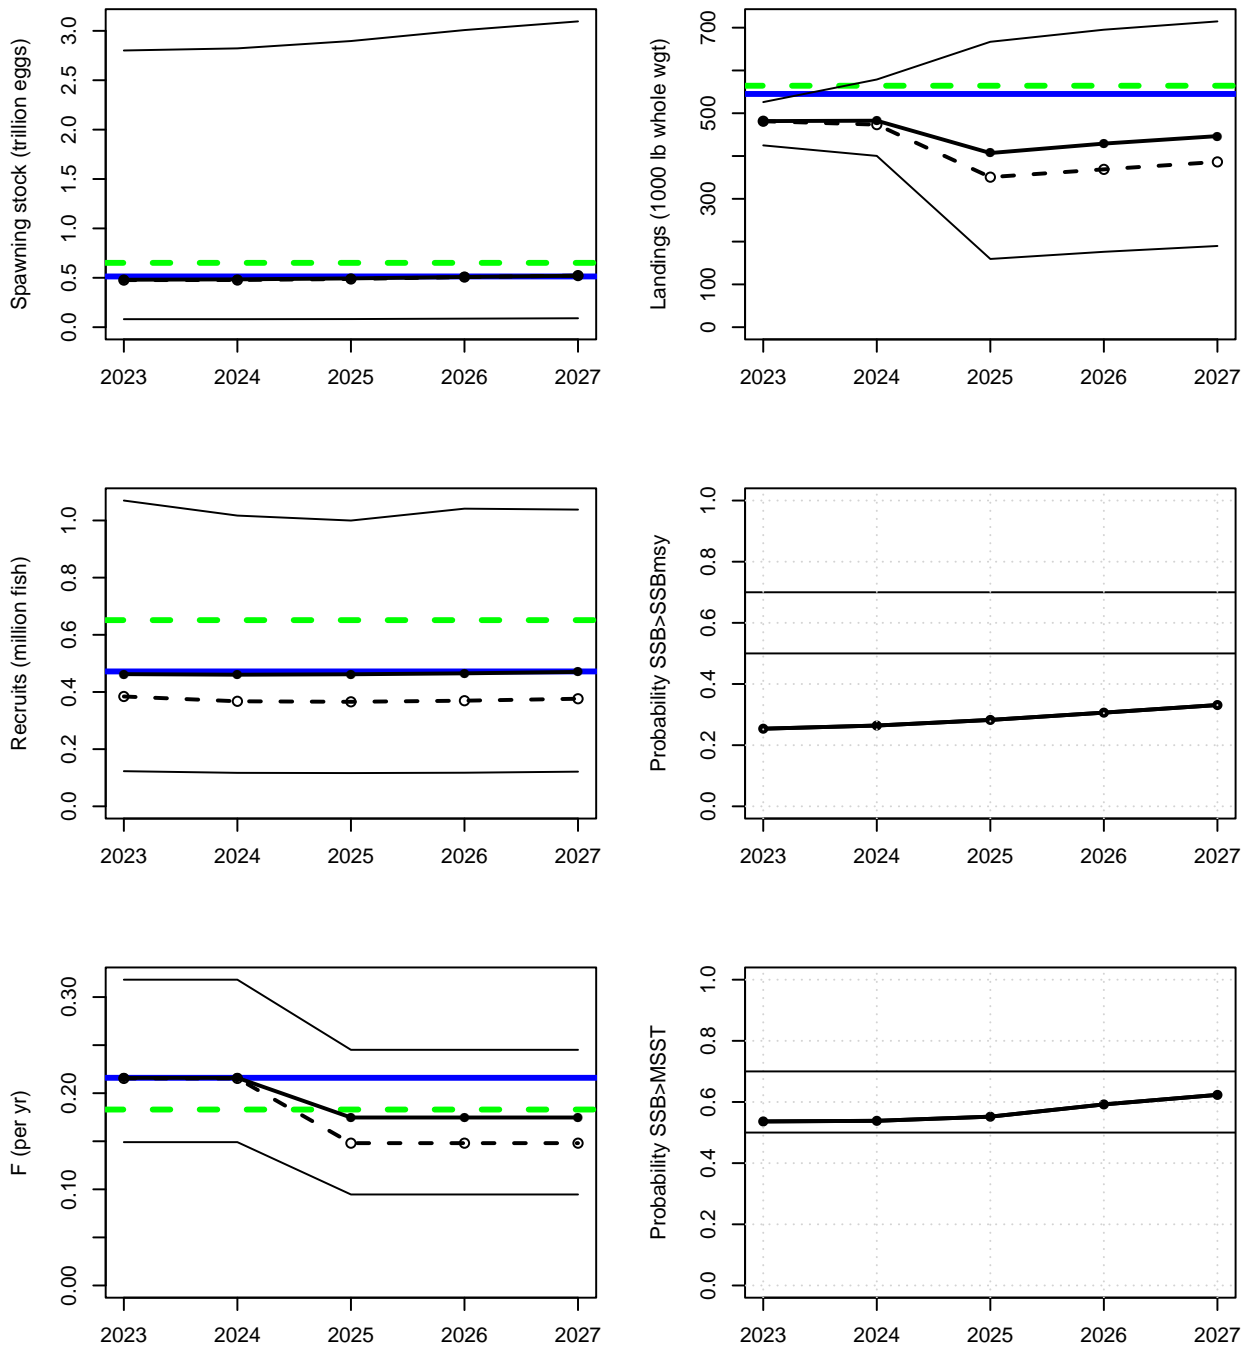 Spawning stock (trillion eggs)
0.0 0.5 1.0 1.5 2.0 2.5 3.0
2023 2024 2025 2026 2027
Landings (1000 lb whole wgt)
0 100 300 500 700
2023 2024 2025 2026 2027
Recruits (million fish)
0.0 0.2 0.4 0.6 0.8 1.0
2023 2024 2025 2026 2027
Probability SSB>SSBmsy
0.0 0.2 0.4 0.6 0.8 1.0
2023 2024 2025 2026 2027
F (per yr)
0.00 0.10 0.20 0.30
2023 2024 2025 2026 2027
Probability SSB>MSST
0.0 0.2 0.4 0.6 0.8 1.0
2023 2024 2025 2026 2027